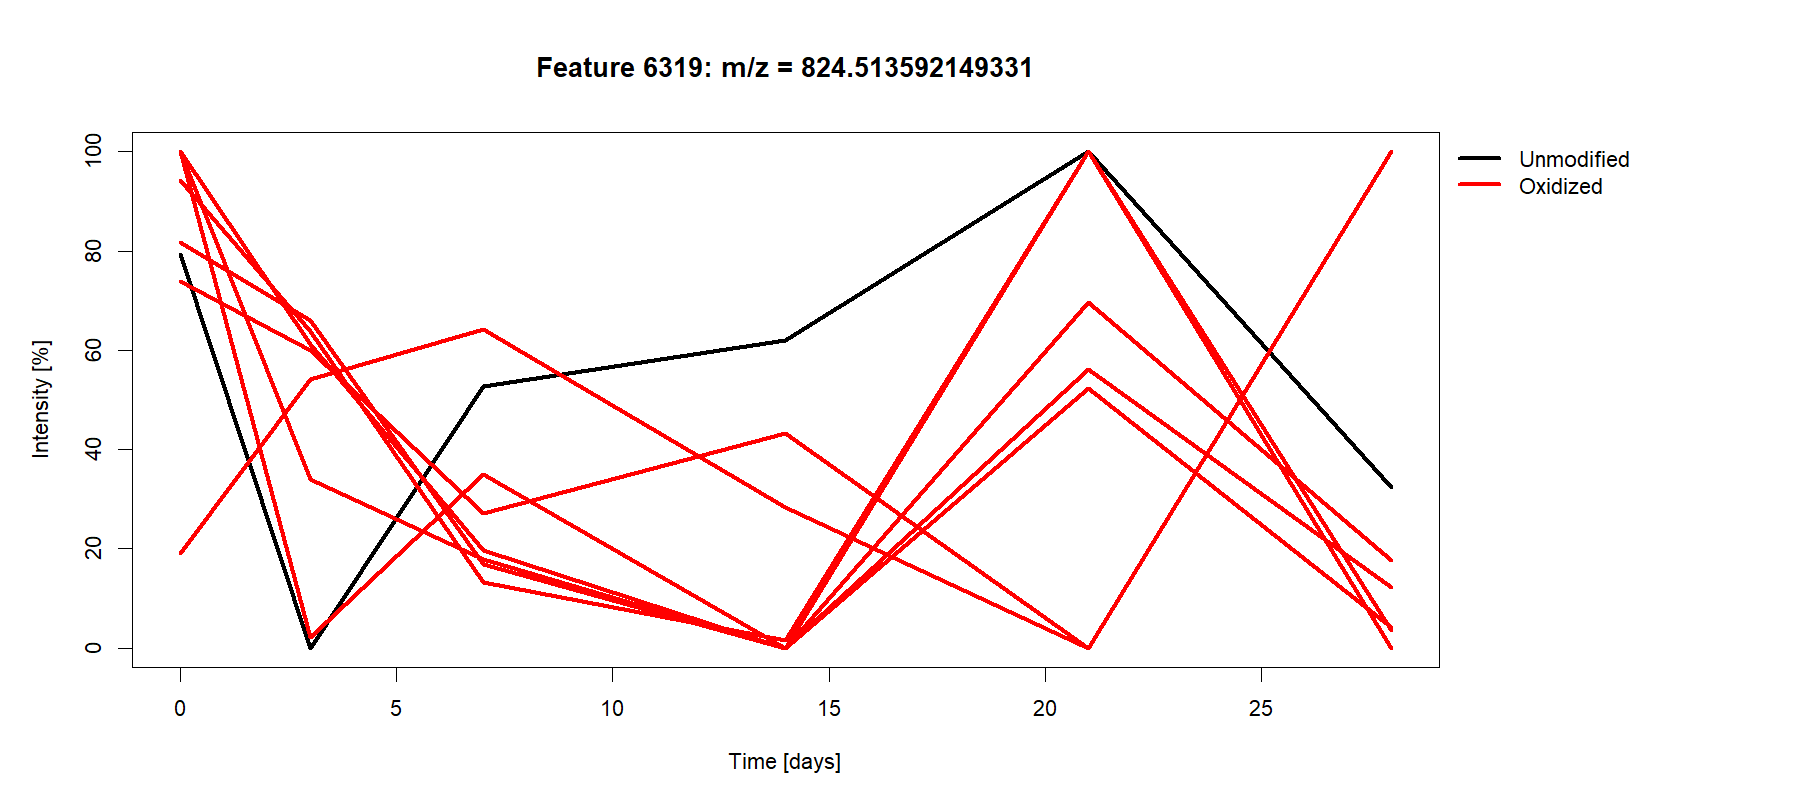 Feature 6319: m/z = 824.513592149331
Unmodified
Oxidized
100
80
60
40
20
0
Intensity [%]
0 5 10 15 20 25
Time [days]